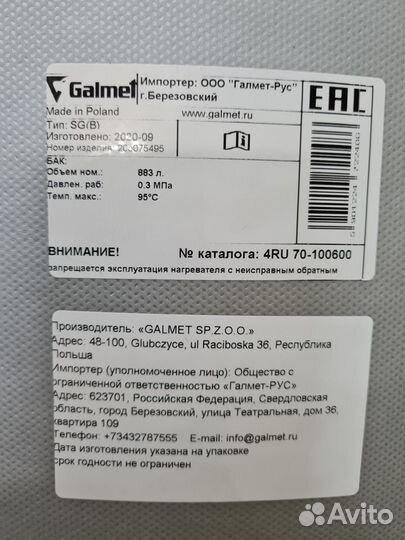 Galmet
Импортер: ООО "Галмет-Рус"
г.Березовский
Made in Poland
www.galmet.ru
EAC
Тип: SG(B)
Изготовлено: 2020-09
Номер изделия:
БАК:
Объем ном.: 883 л.
Давлен. раб: 0.3 МПа
Темп. макс.: 95°C
ВНИМАНИЕ! № каталога: 4RU 70-100600
запрещается эксплуатация нагревателя с неисправным обратным
Производитель: «GALMET SP.Z.O.O.»
Адрес: 48-100, Glubczyce, ul Raciboska 36, Республика
Польша
Импортер (уполномоченное лицо): Общество с
ограниченной ответственностью «Галмет-РУС»
Адрес: 623701, Российская Федерация, Свердловская
область, город Березовский, улица Театральная, дом 36,
квартира 109
Телефон: +73432787555 E-mail: info@galmet.ru
Дата изготовления указана на упаковке
срок годности не ограничен
Avito